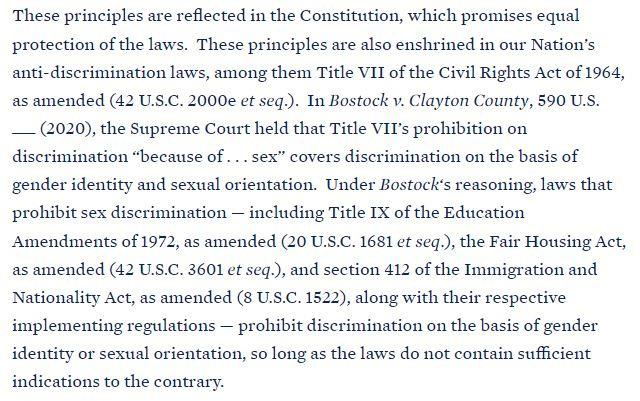 These principles are reflected in the Constitution, which promises equal
protection of the laws.  These principles are also enshrined in our Nation’s
anti-discrimination laws, among them Title VII of the Civil Rights Act of 1964,
as amended (42 U.S.C. 2000e et seq.).  In Bostock v. Clayton County, 590 U.S.
___ (2020), the Supreme Court held that Title VII’s prohibition on
discrimination “because of . . . sex” covers discrimination on the basis of
gender identity and sexual orientation.  Under Bostock‘s reasoning, laws that
prohibit sex discrimination — including Title IX of the Education
Amendments of 1972, as amended (20 U.S.C. 1681 et seq.), the Fair Housing Act,
as amended (42 U.S.C. 3601 et seq.), and section 412 of the Immigration and
Nationality Act, as amended (8 U.S.C. 1522), along with their respective
implementing regulations — prohibit discrimination on the basis of gender
identity or sexual orientation, so long as the laws do not contain sufficient
indications to the contrary.